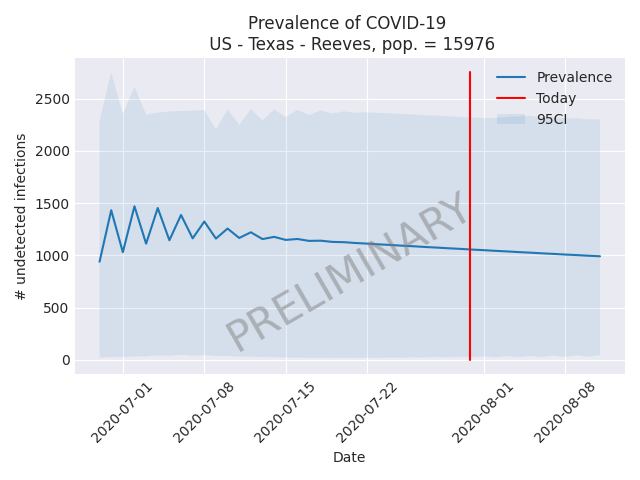 Prevalence of COVID-19
US - Texas - Reeves, pop. = 15976
Prevalence
Today
95CI
# undetected infections
2500
2000
1500
1000
500
0
PRELIMINARY
2020-07-01
2020-07-08
2020-07-15
2020-07-22
2020-08-01
2020-08-08
Date